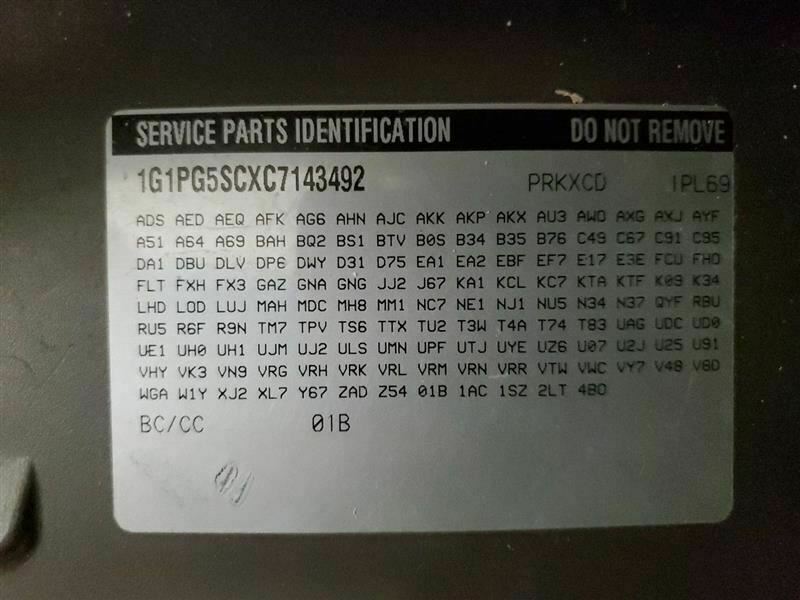 SERVICE PARTS IDENTIFICATION DO NOT REMOVE
1G1PG5SCXC7143492 PRKXCD 1PL69
ADS AED AEQ AFK AG6 AHN AJC AKK AKP AKX AU3 AWO AXG AXJ AYF
A51 A64 A69 BAH BQ2 BS1 BTV B0S B34 B35 B76 C49 C67 C91 C95
DA1 DBU DLV DP6 DWY D31 D75 EA1 EA2 EBF EF7 E17 E3E FCU FHO
FLT FXH FX3 GAZ GNA GNG JJ2 J67 KA1 KCL KC7 KTA KTF K09 K34
LHD LOD LUJ MAH MDC MH8 MM1 NC7 NE1 NJ1 NU5 N34 N37 QYF RBU
RU5 R6F R9N TM7 TPV TS6 TTX TU2 T3W T4A T74 T83 UAG UDC UD0
UE1 UH0 UH1 UJM UJ2 ULS UMN UPF UTJ UYE UZ6 U07 U2J U25 U91
VHY VK3 VN9 VRG VRH VRK VRL VRM VRN VRR VTW VWC VY7 V48 V8D
WGA W1Y XJ2 XL7 Y67 ZAD Z54 01B 1AC 1SZ 2LT 4BO
BC/CC 01B